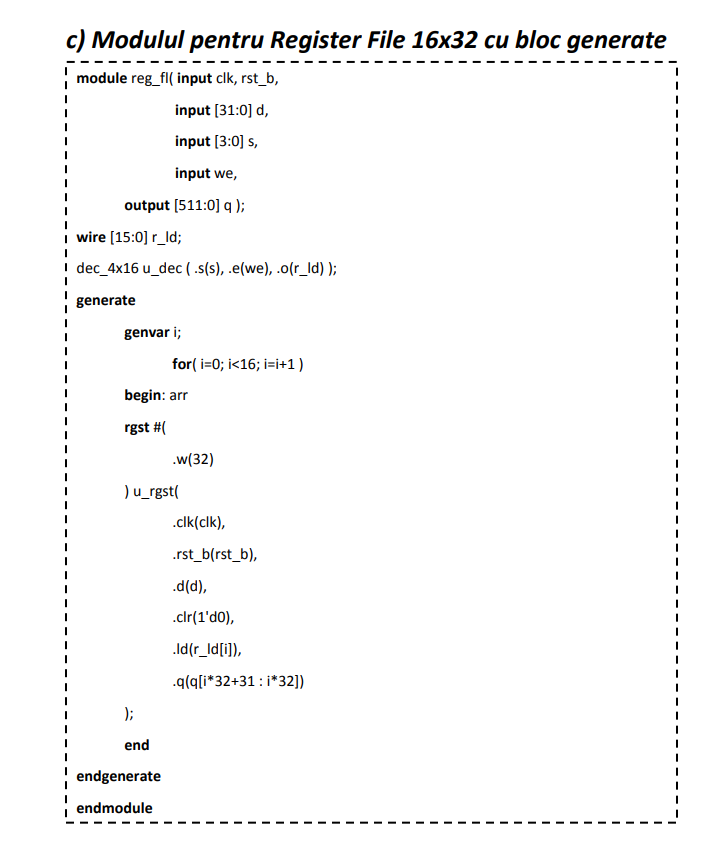 c) Modulul pentru Register File 16x32 cu bloc generate
module reg_fl( input clk, rst_b,
input [31:0] d,
input [3:0] s,
input we,
output [511:0] q );
wire [15:0] r_ld;
dec_4x16 u_dec ( .s(s), .e(we), .o(r_ld) );
generate
genvar i;
for( i=0; i<16; i=i+1 )
begin: arr
rgst #(
.w(32)
) u_rgst(
.clk(clk),
.rst_b(rst_b),
.d(d),
.clr(1'd0),
.ld(r_ld[i]),
.q(q[i*32+31 : i*32])
);
end
endgenerate
endmodule